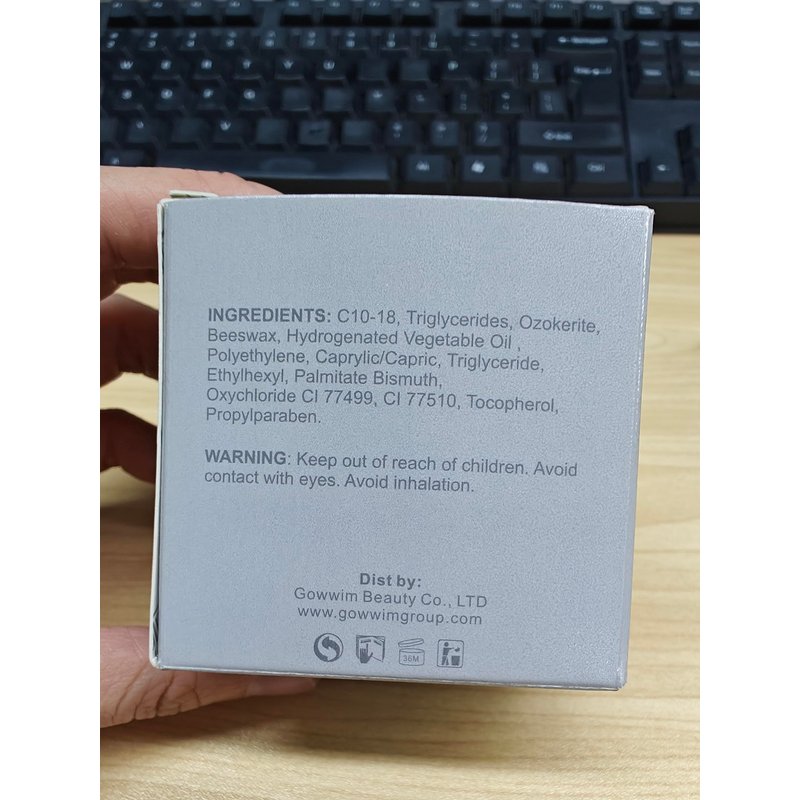 INGREDIENTS: C10-18, Triglycerides, Ozokerite,
Beeswax, Hydrogenated Vegetable Oil ,
Polyethylene, Caprylic/Capric, Triglyceride,
Ethylhexyl, Palmitate Bismuth,
Oxychloride CI 77499, CI 77510, Tocopherol,
Propylparaben.
WARNING: Keep out of reach of children. Avoid
contact with eyes. Avoid inhalation.
Dist by:
Gowwim Beauty Co., LTD
www.gowwimgroup.com
36M